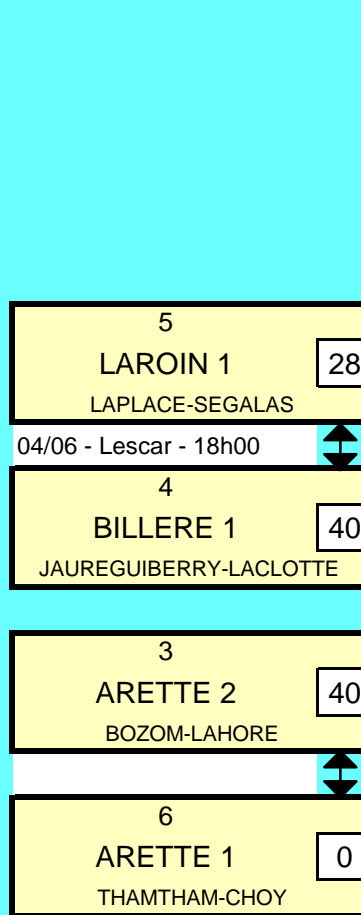 5
LAROIN 1 28
LAPLACE-SEGALAS
04/06 - Lescar - 18h00
4
BILLERE 1 40
JAUREGUIBERRY-LACLOTTE
3
ARETTE 2 40
BOZOM-LAHORE
6
ARETTE 1 0
THAMTHAM-CHOY